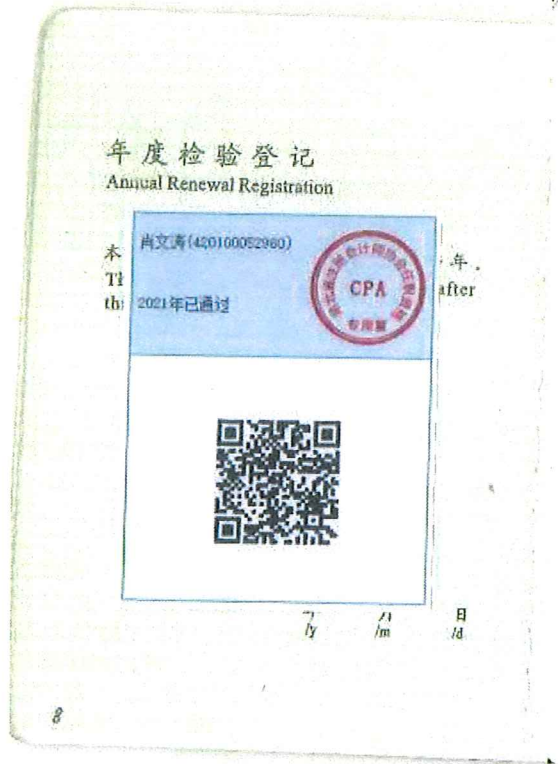 年度检验登记
Annual Renewal Registration
肖文涛(420100052960)
本
年.
Th
after
thi
2021年已通过
CPA
专用章
/y
/m
日
/d
8